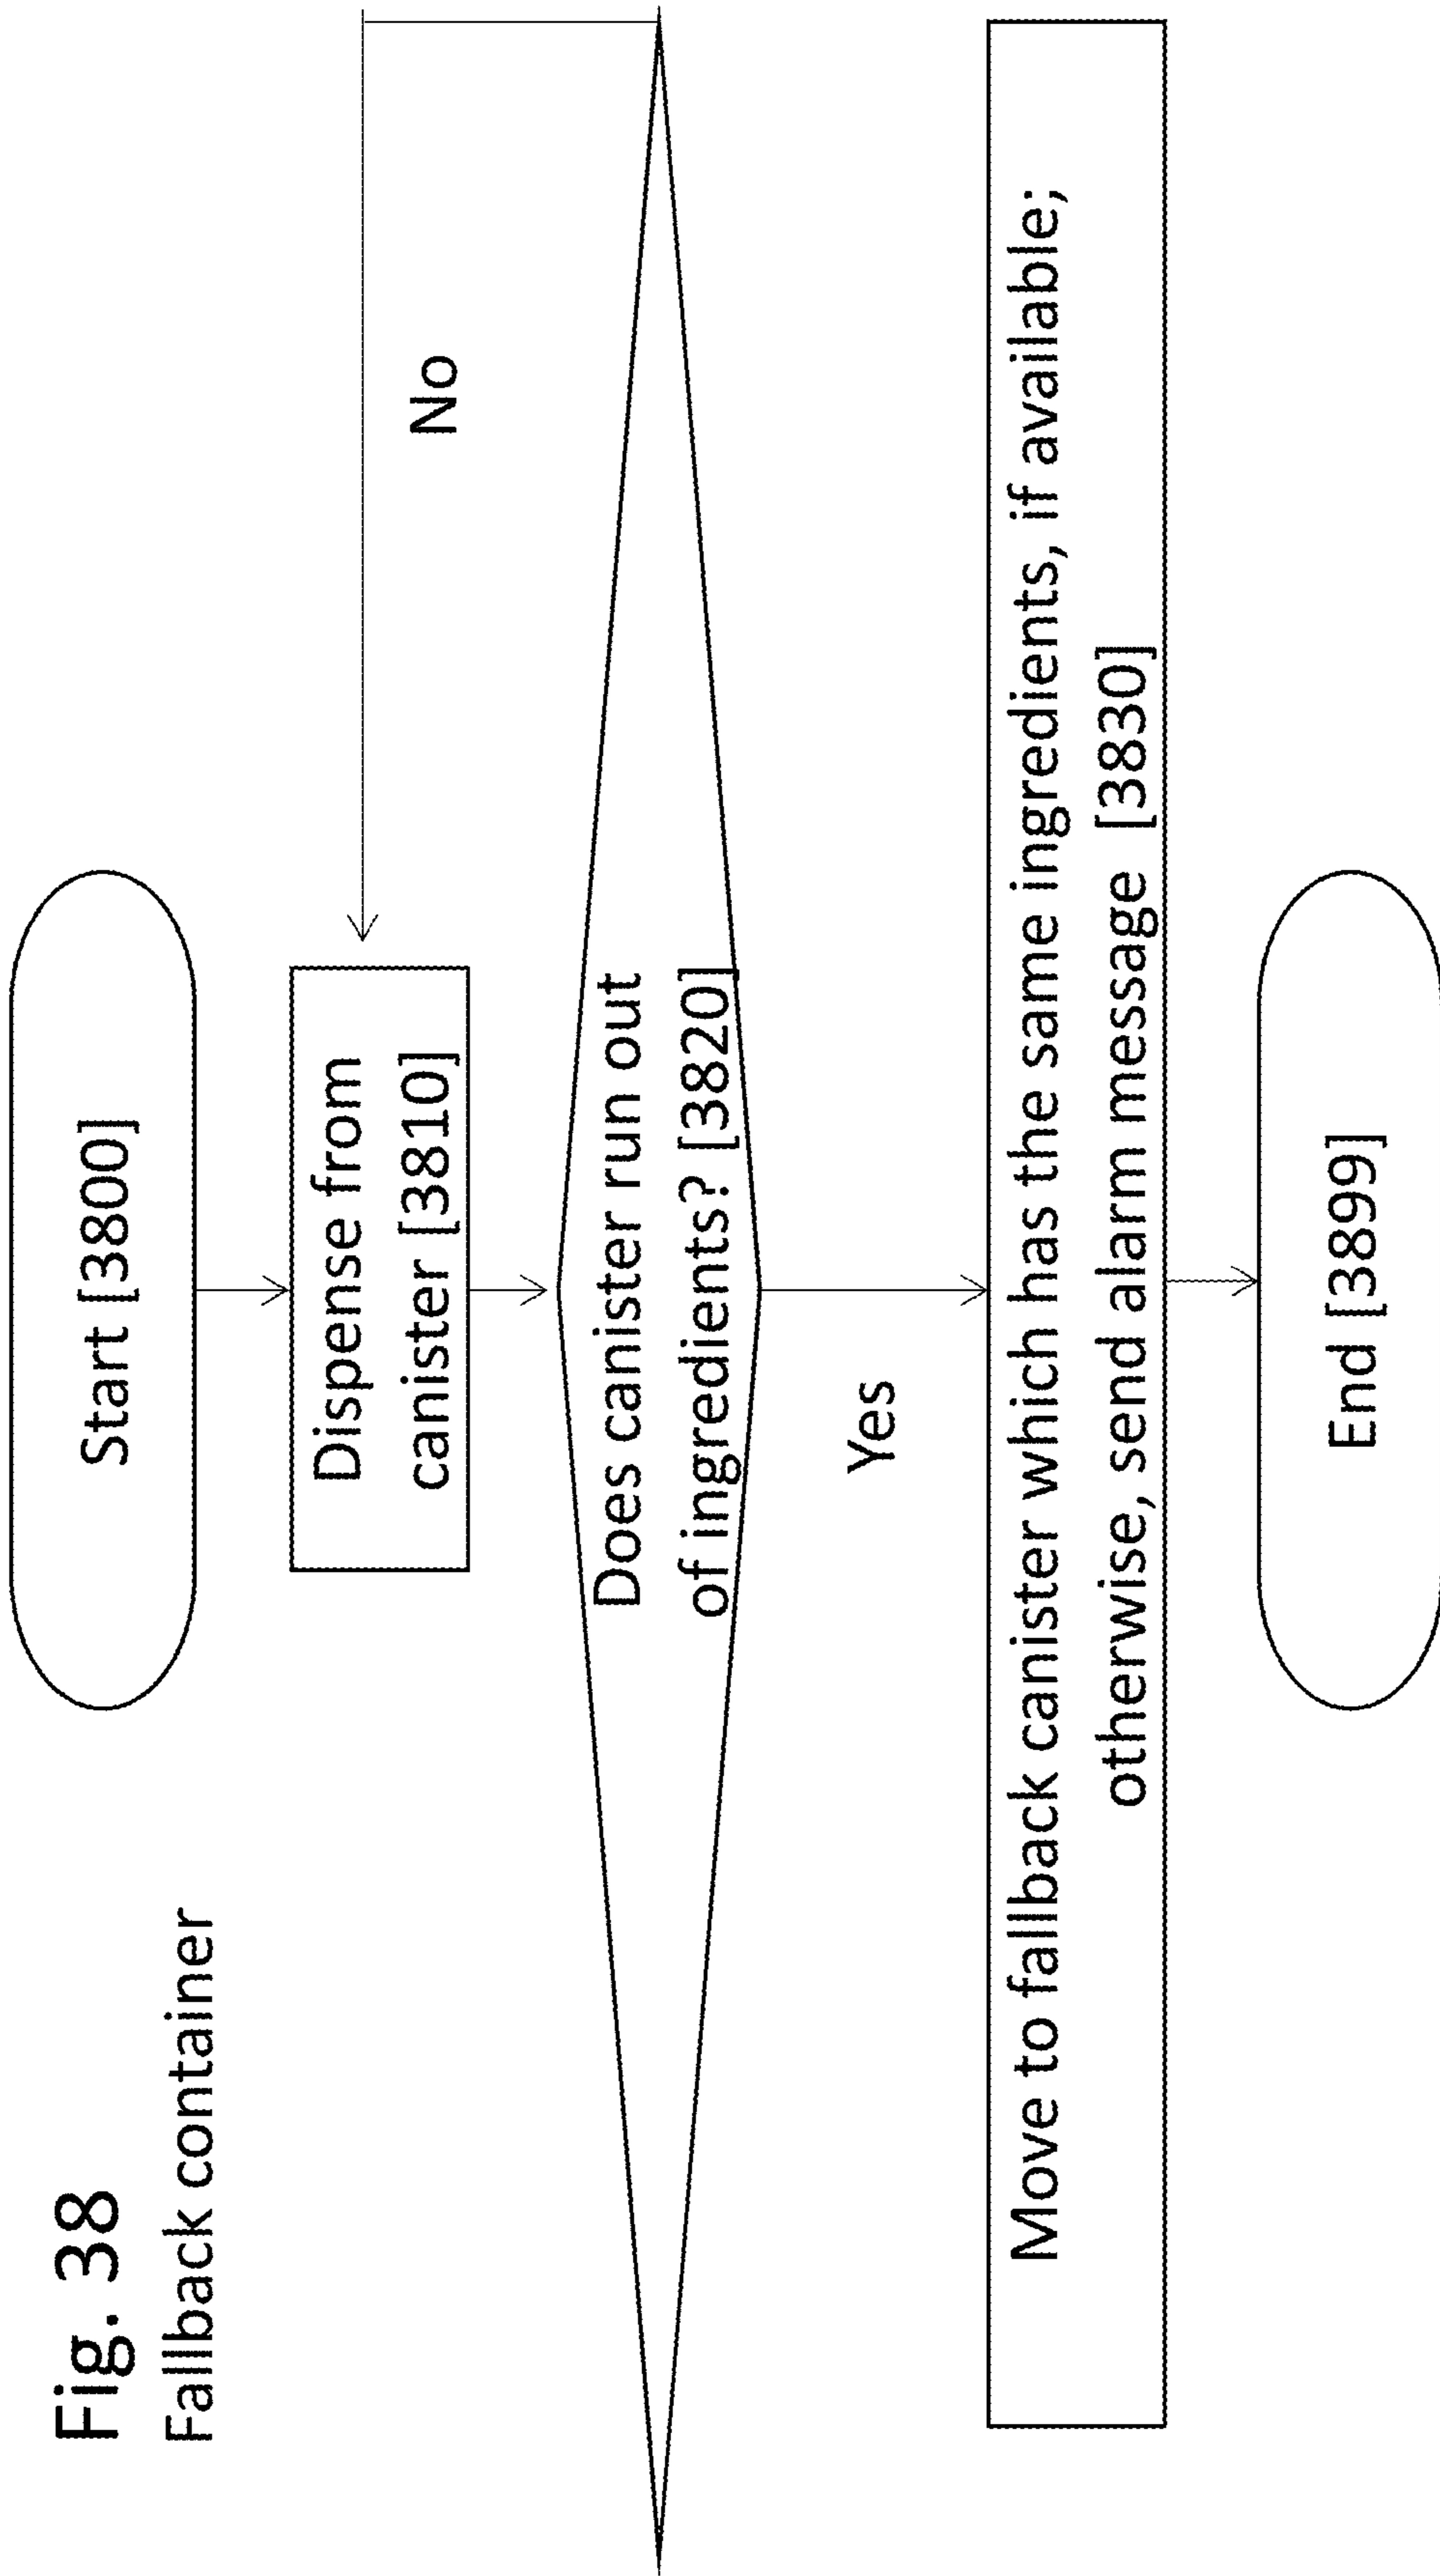 Fig. 38
Fallback container
Start [3800]
Dispense from
canister [3810]
No
Does canister run out
of ingredients? [3820]
Yes
Move to fallback canister which has the same ingredients, if available;
otherwise, send alarm message [3830]
End [3899]